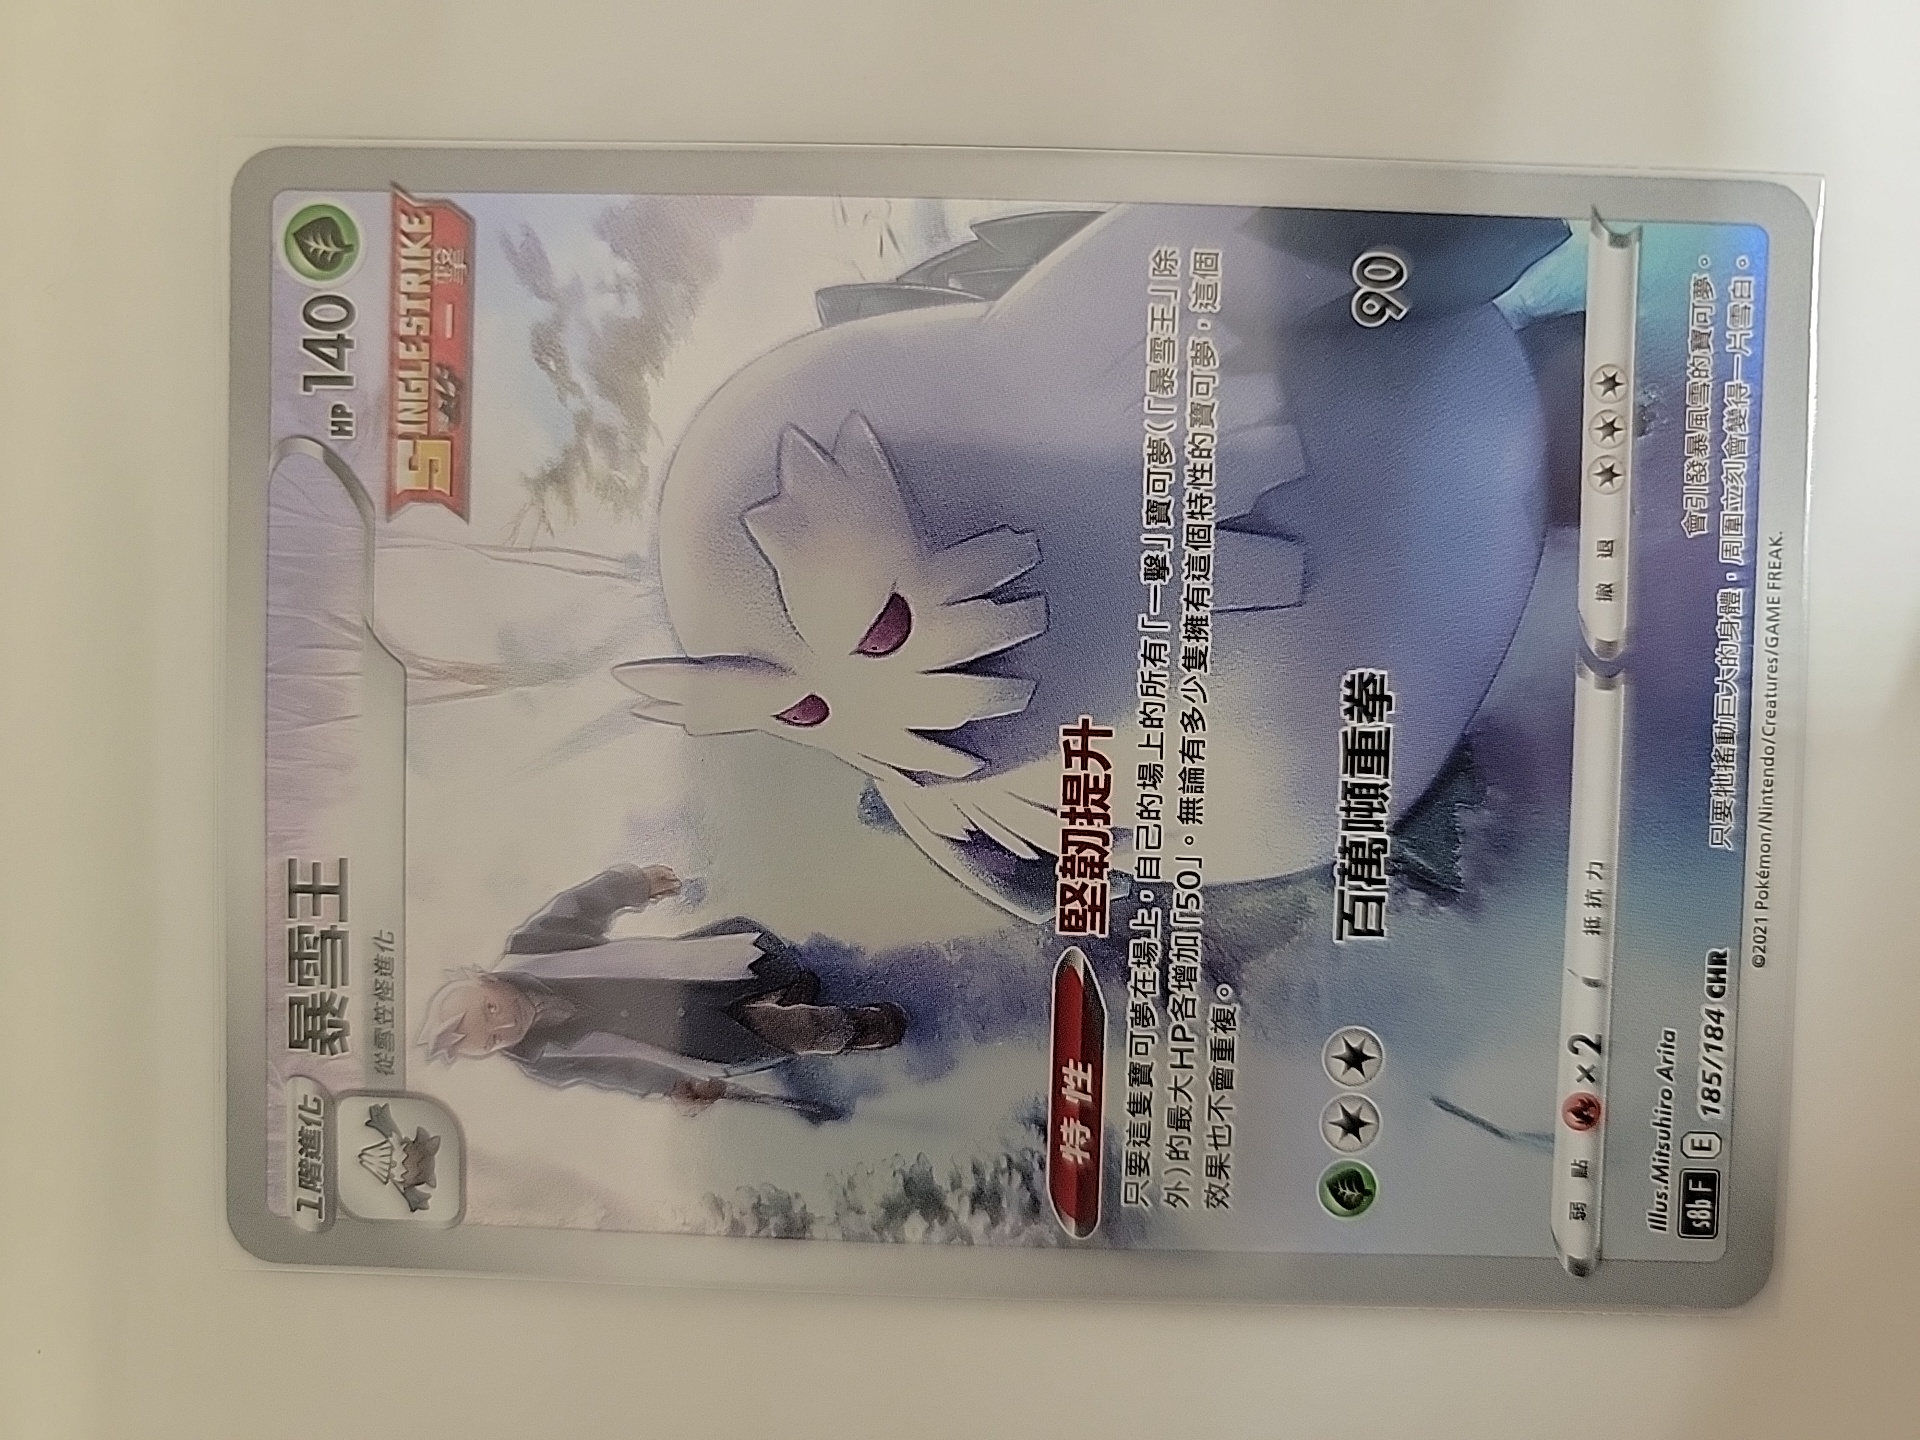 1階進化
暴雪王
HP 140
從雪笠怪進化
SINGLE STRIKE
一擊
特性
堅韌提升
只要這隻寶可夢在場上,自己的場上的所有「一擊」寶可夢(「暴雪王」除
外)的最大HP各增加「50」。無論有多少隻擁有這個特性的寶可夢,這個
效果也不會重複。
百萬噸重拳 90
弱點 ×2 抵抗力 撤退
Illus.Mitsuhiro Arita
會引發暴風雪的寶可夢。
s8b F E 185/184 CHR
只要牠搖動巨大的身體,周圍立刻會變得一片雪白。
©2021 Pokémon/Nintendo/Creatures/GAME FREAK.